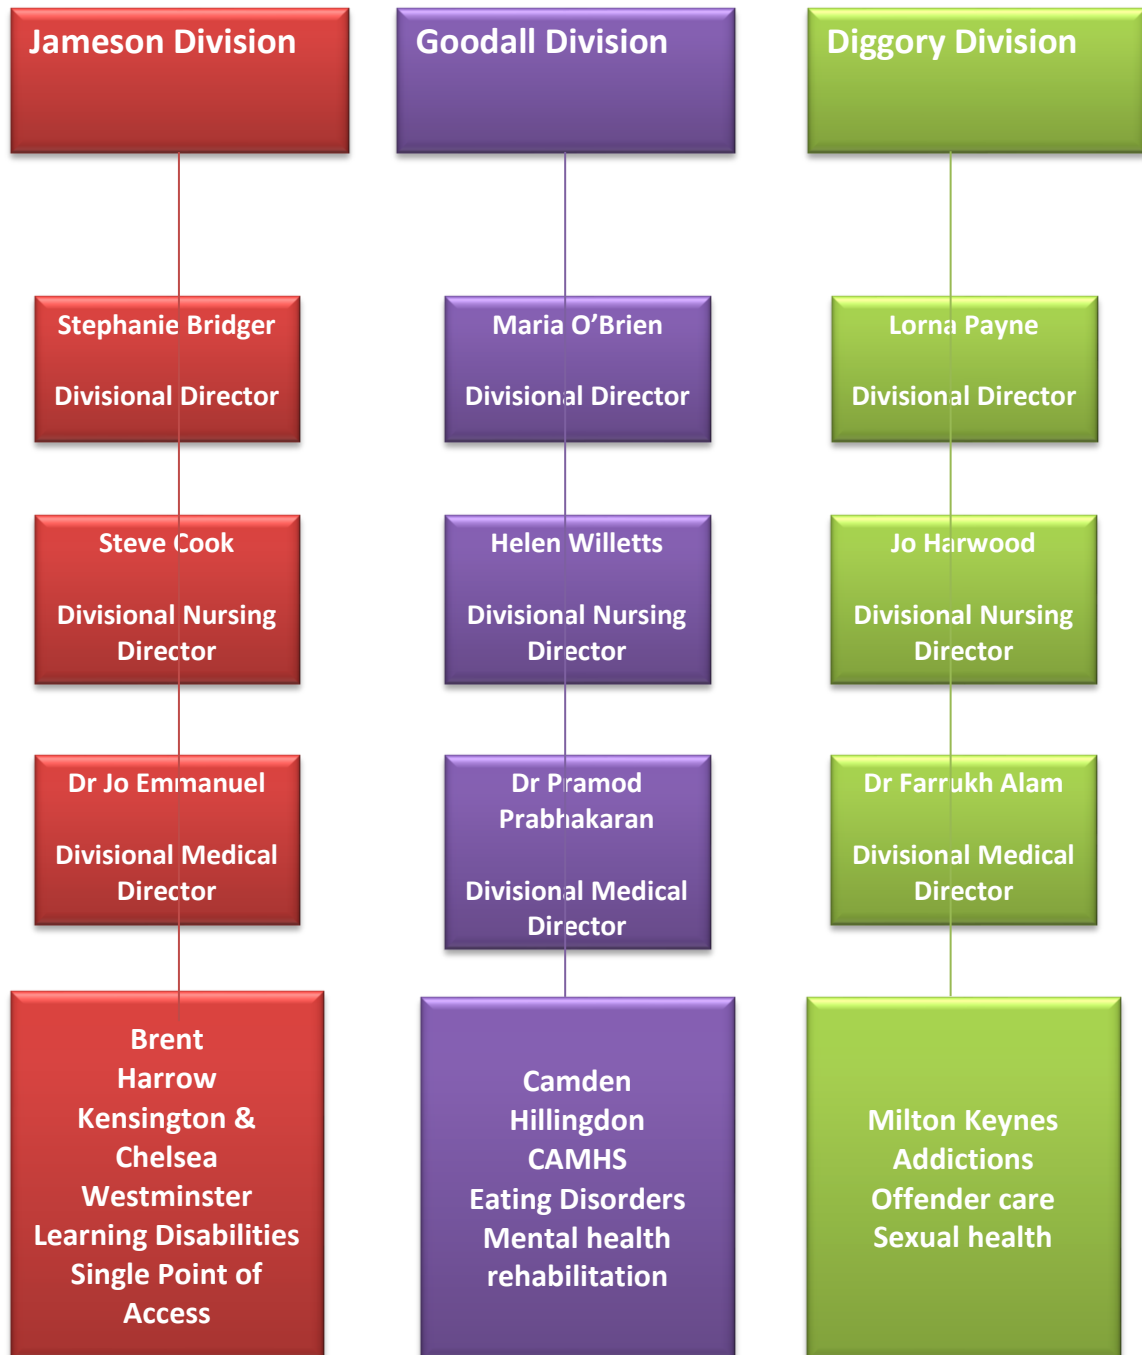 Jameson Division
Stephanie Bridger
Divisional Director
Steve Cook
Divisional Nursing
Director
Dr Jo Emmanuel
Divisional Medical
Director
Brent
Harrow
Kensington &
Chelsea
Westminster
Learning Disabilities
Single Point of
Access
Goodall Division
Maria O’Brien
Divisional Director
Helen Willetts
Divisional Nursing
Director
Dr Pramod
Prabhakaran
Divisional Medical
Director
Camden
Hillingdon
CAMHS
Eating Disorders
Mental health
rehabilitation
Diggory Division
Lorna Payne
Divisional Director
Jo Harwood
Divisional Nursing
Director
Dr Farrukh Alam
Divisional Medical
Director
Milton Keynes
Addictions
Offender care
Sexual health